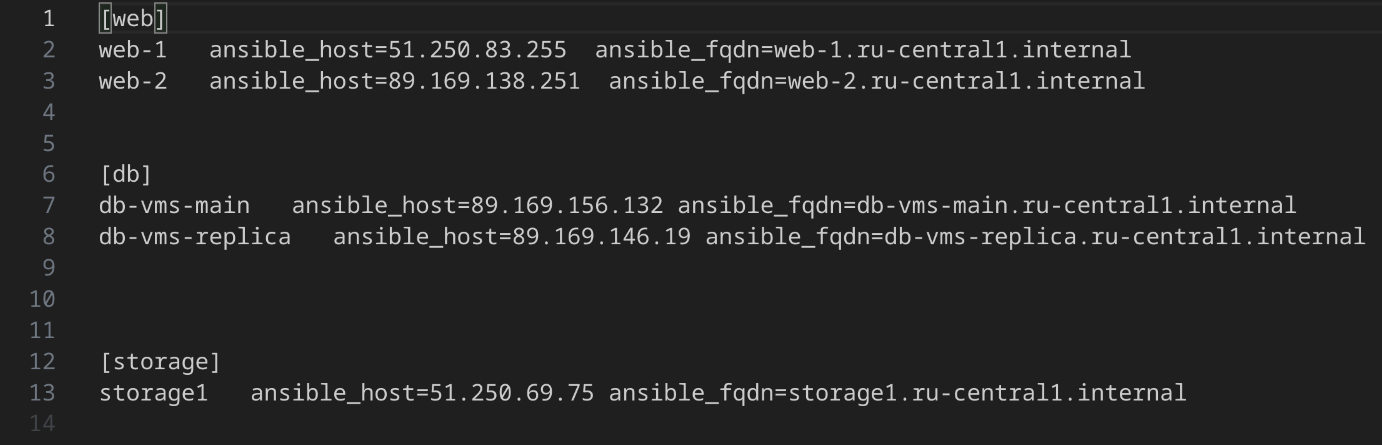 1 [web]
2 web-1   ansible_host=51.250.83.255  ansible_fqdn=web-1.ru-central1.internal
3 web-2   ansible_host=89.169.138.251  ansible_fqdn=web-2.ru-central1.internal
4
5
6 [db]
7 db-vms-main   ansible_host=89.169.156.132 ansible_fqdn=db-vms-main.ru-central1.internal
8 db-vms-replica   ansible_host=89.169.146.19 ansible_fqdn=db-vms-replica.ru-central1.internal
9
10
11
12 [storage]
13 storage1   ansible_host=51.250.69.75 ansible_fqdn=storage1.ru-central1.internal
14